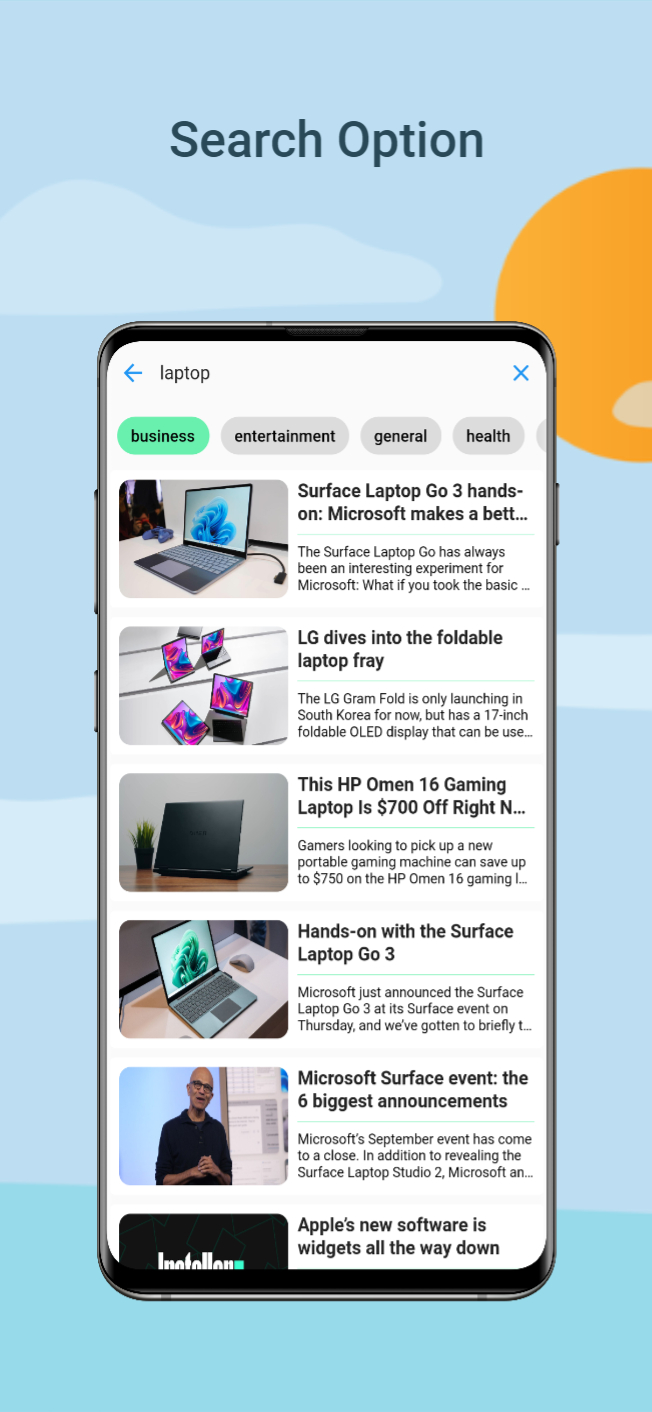 Search Option
laptop
business
entertainment
general
health
Surface Laptop Go 3 hands-
on: Microsoft makes a bett...
The Surface Laptop Go has always
been an interesting experiment for
Microsoft: What if you took the basic ...
LG dives into the foldable
laptop fray
The LG Gram Fold is only launching in
South Korea for now, but has a 17-inch
foldable OLED display that can be use...
This HP Omen 16 Gaming
Laptop Is $700 Off Right N...
Gamers looking to pick up a new
portable gaming machine can save up
to $750 on the HP Omen 16 gaming l...
Hands-on with the Surface
Laptop Go 3
Microsoft just announced the Surface
Laptop Go 3 at its Surface event on
Thursday, and we’ve gotten to briefly t...
Microsoft Surface event: the
6 biggest announcements
Microsoft’s September event has come
to a close. In addition to revealing the
Surface Laptop Studio 2, Microsoft an...
Apple’s new software is
widgets all the way down